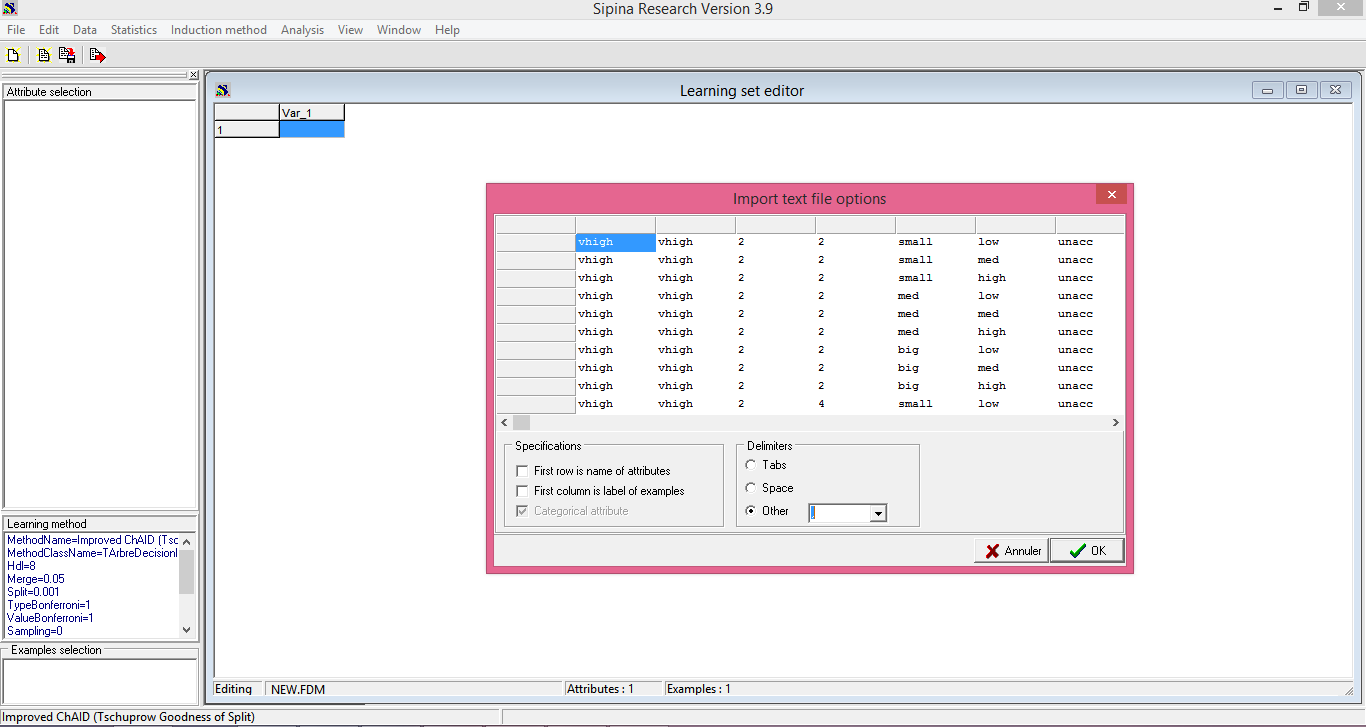 Sipina Research Version 3.9
File Edit Data Statistics Induction method Analysis View Window Help
Attribute selection
Learning set editor
Var_1
1
Import text file options
vhigh vhigh 2 2 small low unacc
vhigh vhigh 2 2 small med unacc
vhigh vhigh 2 2 small high unacc
vhigh vhigh 2 2 med low unacc
vhigh vhigh 2 2 med med unacc
vhigh vhigh 2 2 med high unacc
vhigh vhigh 2 2 big low unacc
vhigh vhigh 2 2 big med unacc
vhigh vhigh 2 2 big high unacc
vhigh vhigh 2 4 small low unacc
Specifications
First row is name of attributes
First column is label of examples
Categorical attribute
Delimiters
Tabs
Space
Other
Annuler OK
Learning method
MethodName=Improved ChAID (Tsc
MethodClassName=TArbreDecisionI
Hdl=8
Merge=0.05
Split=0.001
TypeBonferroni=1
ValueBonferroni=1
Sampling=0
Examples selection
Editing NEW.FDM Attributes : 1 Examples : 1
Improved ChAID (Tschuprow Goodness of Split)